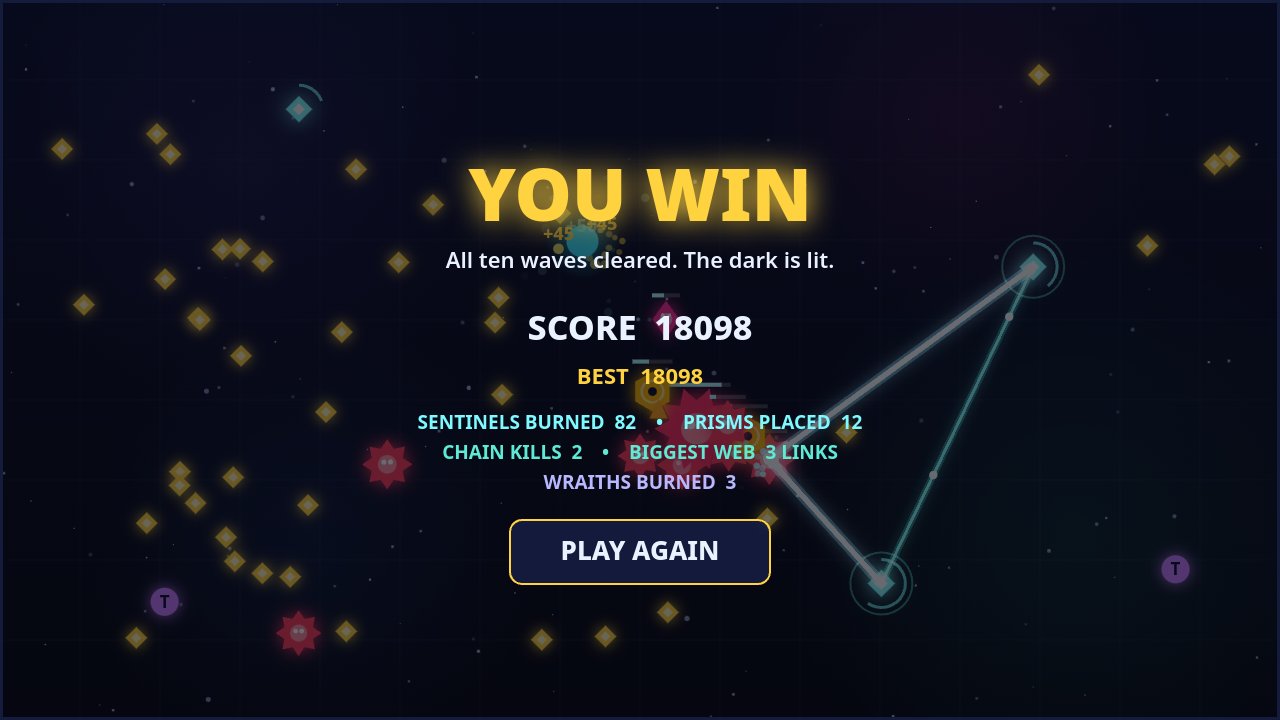 YOU WIN
+45
All ten waves cleared. The dark is lit.
SCORE 18098
BEST 18098
SENTINELS BURNED 82 • PRISMS PLACED 12
CHAIN KILLS 2 • BIGGEST WEB 3 LINKS
WRAITHS BURNED 3
PLAY AGAIN
T
T